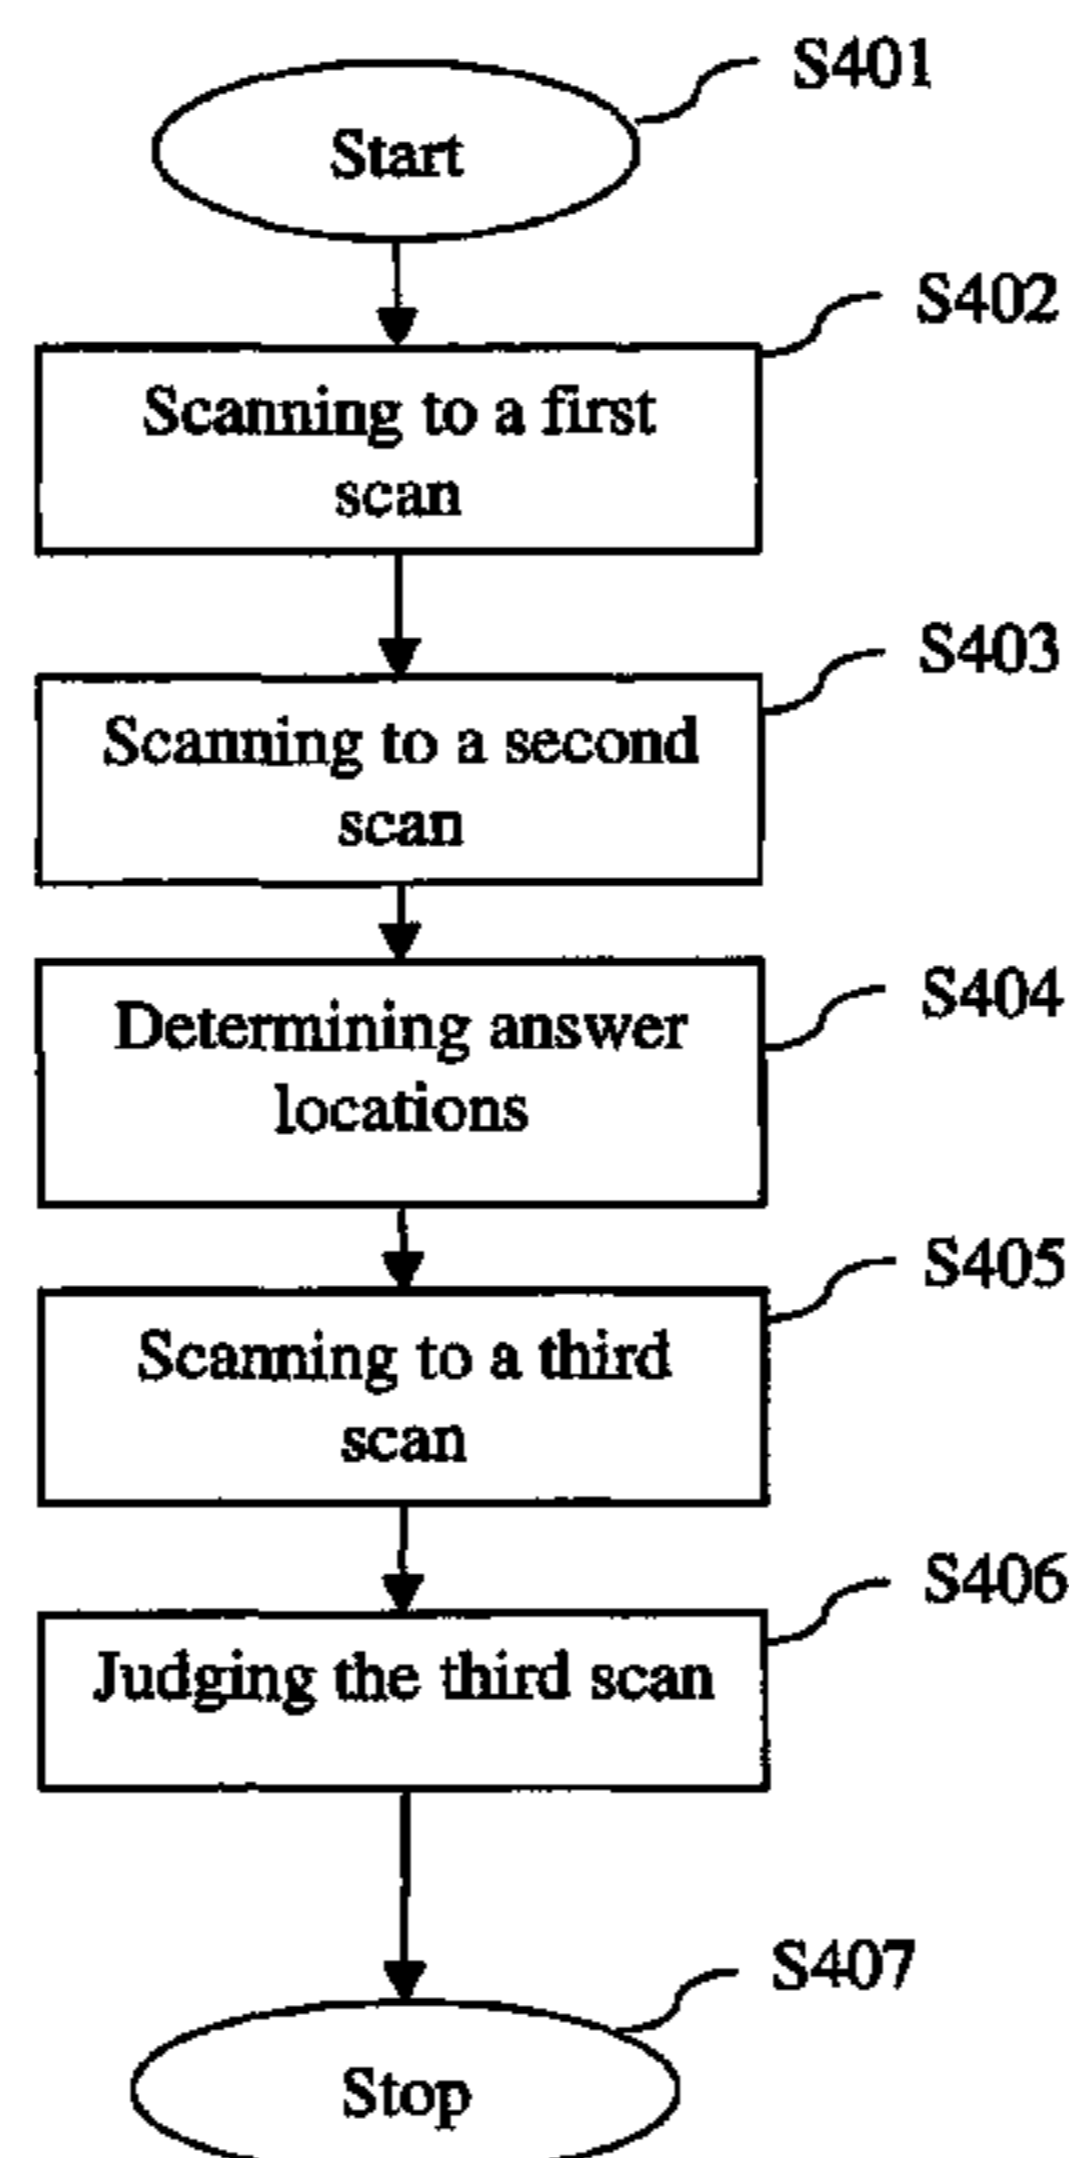 S401
Start
S402
Scanning to a first
scan
S403
Scanning to a second
scan
S404
Determining answer
locations
S405
Scanning to a third
scan
S406
Judging the third scan
S407
Stop